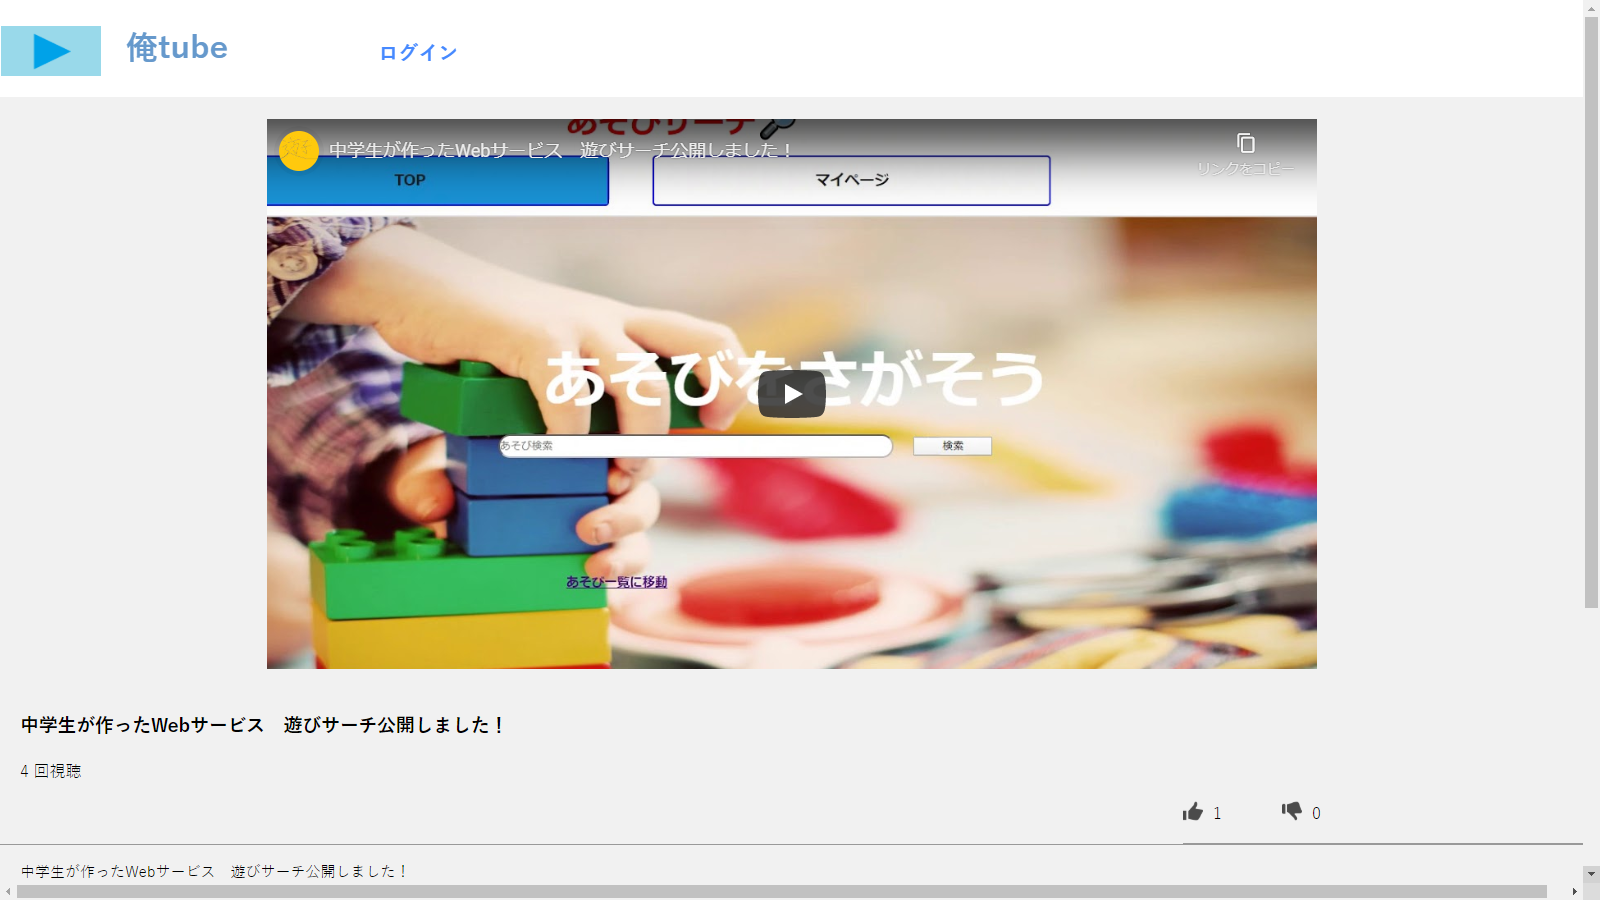 俺tube
ログイン
あそびサーチ
中学生が作ったWebサービス　遊びサーチ公開しました！
リンクをコピー
TOP
マイページ
あそびをさがそう
あそび検索
検索
あそび一覧に移動
中学生が作ったWebサービス　遊びサーチ公開しました！
4 回視聴
1
0
中学生が作ったWebサービス　遊びサーチ公開しました！